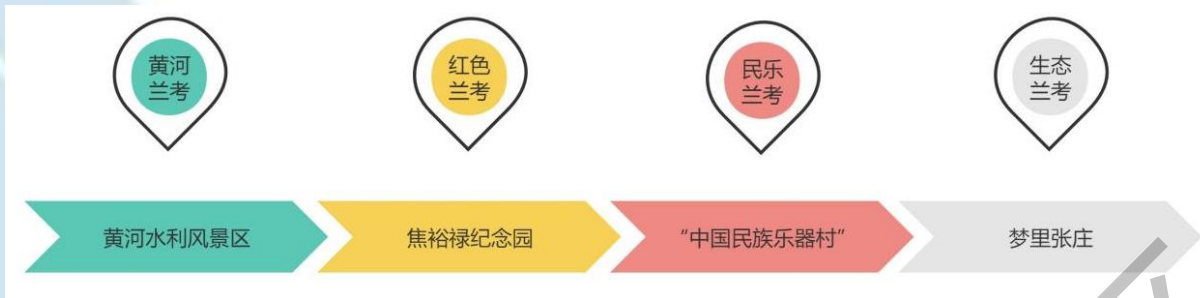 黄河
兰考
红色
兰考
民乐
兰考
生态
兰考
黄河水利风景区
焦裕禄纪念园
“中国民族乐器村”
梦里张庄